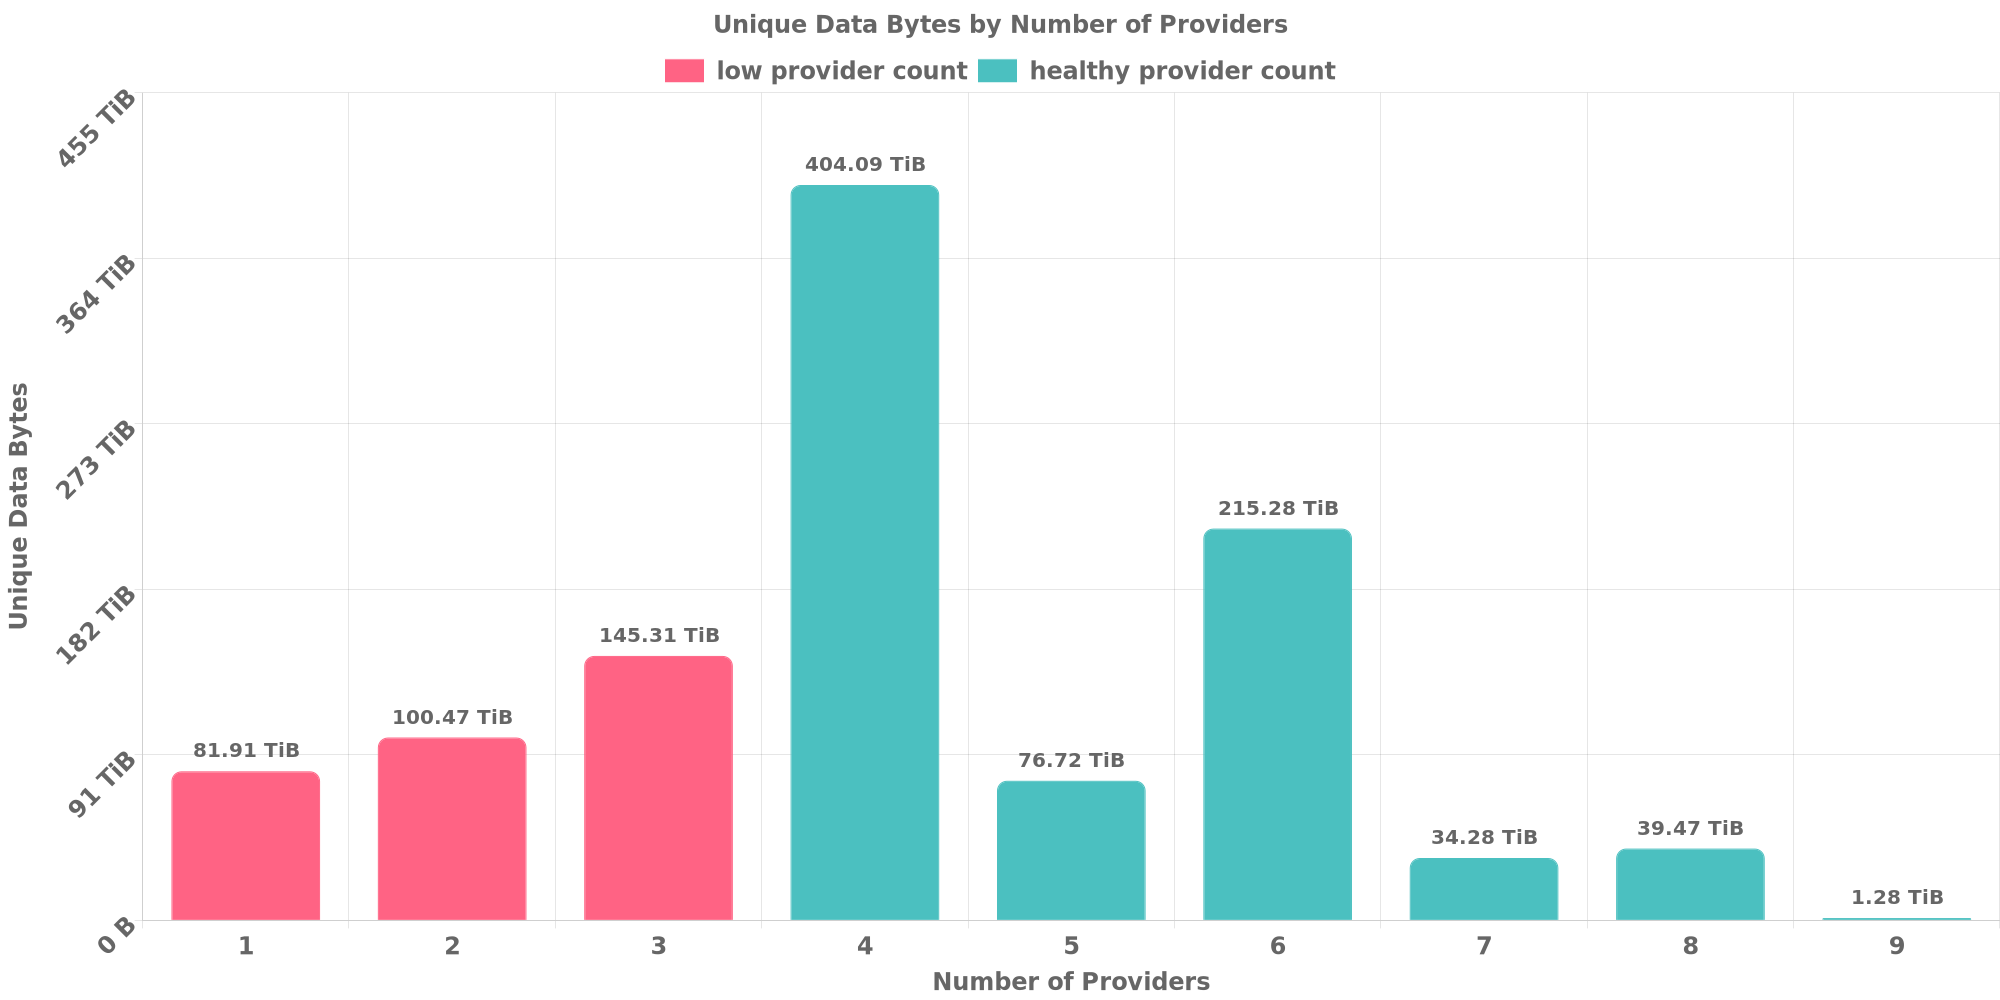 Unique Data Bytes by Number of Providers
low provider count healthy provider count
455 TiB
364 TiB
273 TiB
182 TiB
91 TiB
0 B
Unique Data Bytes
81.91 TiB
100.47 TiB
145.31 TiB
404.09 TiB
76.72 TiB
215.28 TiB
34.28 TiB
39.47 TiB
1.28 TiB
1 2 3 4 5 6 7 8 9
Number of Providers